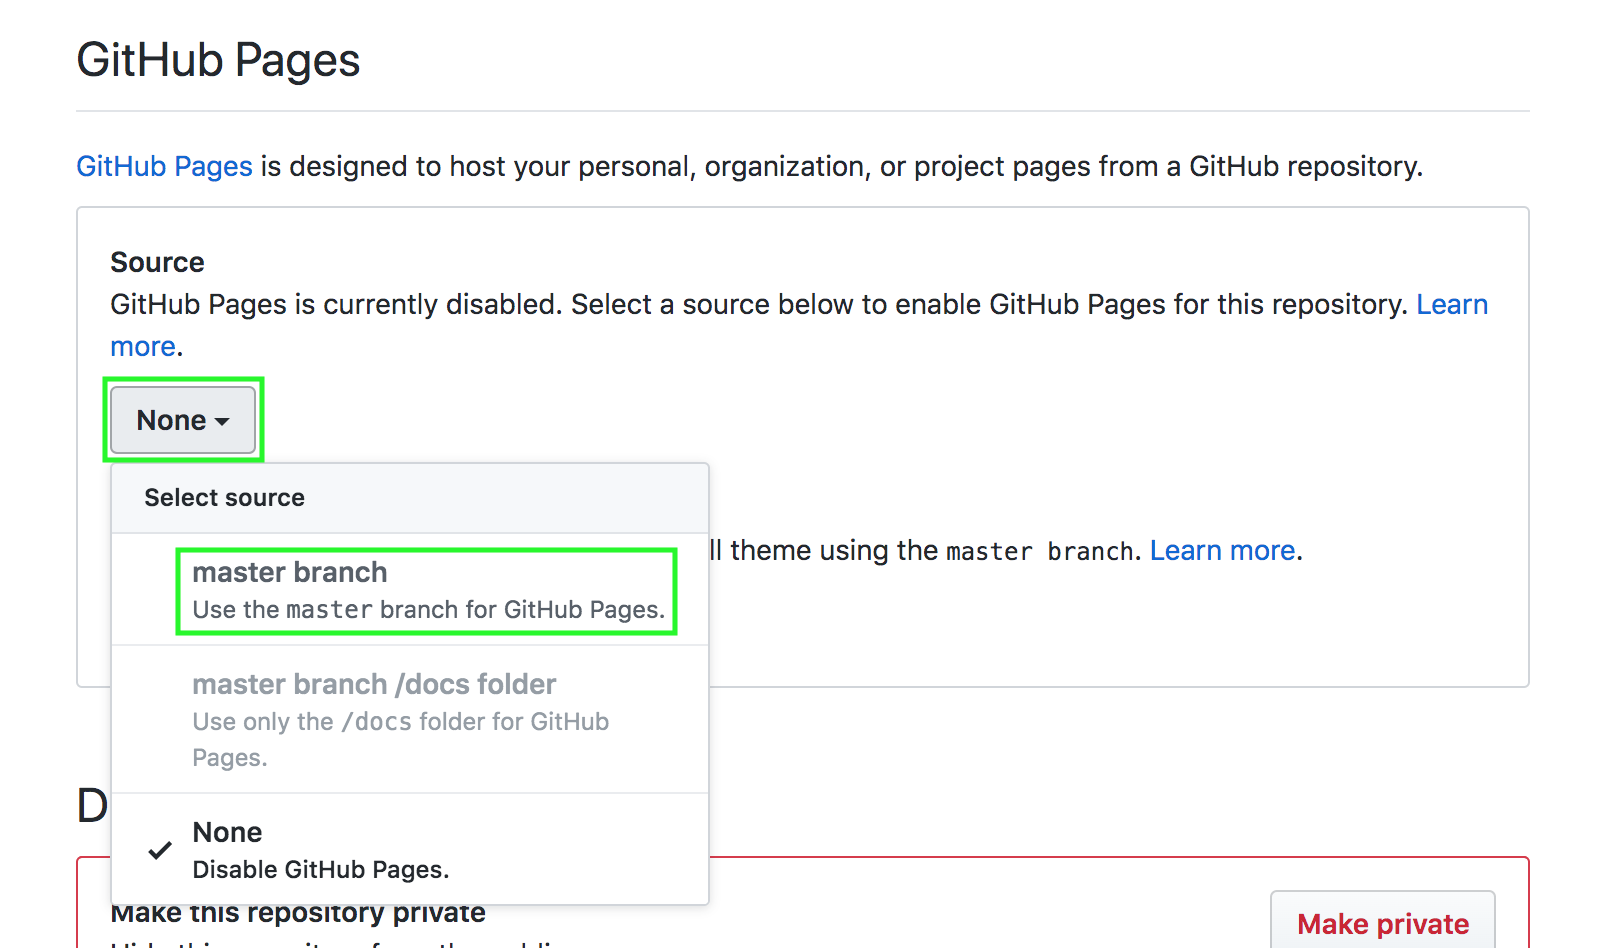 GitHub Pages
GitHub Pages is designed to host your personal, organization, or project pages from a GitHub repository.
Source
GitHub Pages is currently disabled. Select a source below to enable GitHub Pages for this repository. Learn
more.
None
Select source
theme using the master branch. Learn more.
master branch
Use the master branch for GitHub Pages.
master branch /docs folder
Use only the /docs folder for GitHub
Pages.
None
Disable GitHub Pages.
Make this repository private
Make private